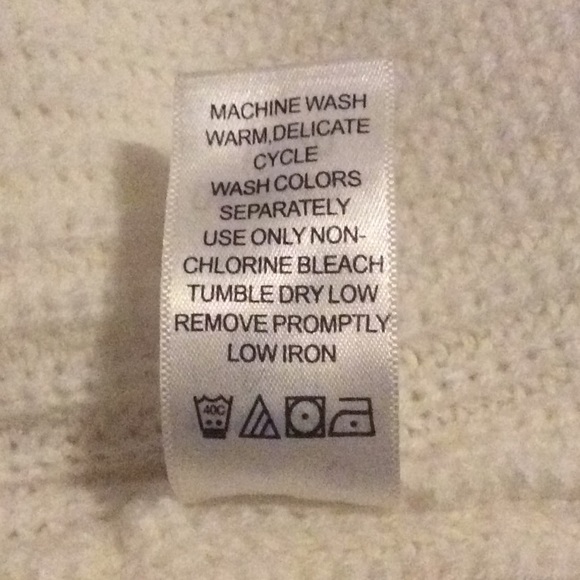 MACHINE WASH
WARM,DELICATE
CYCLE
WASH COLORS
SEPARATELY
USE ONLY NON-
CHLORINE BLEACH
TUMBLE DRY LOW
REMOVE PROMPTLY
LOW IRON
40C